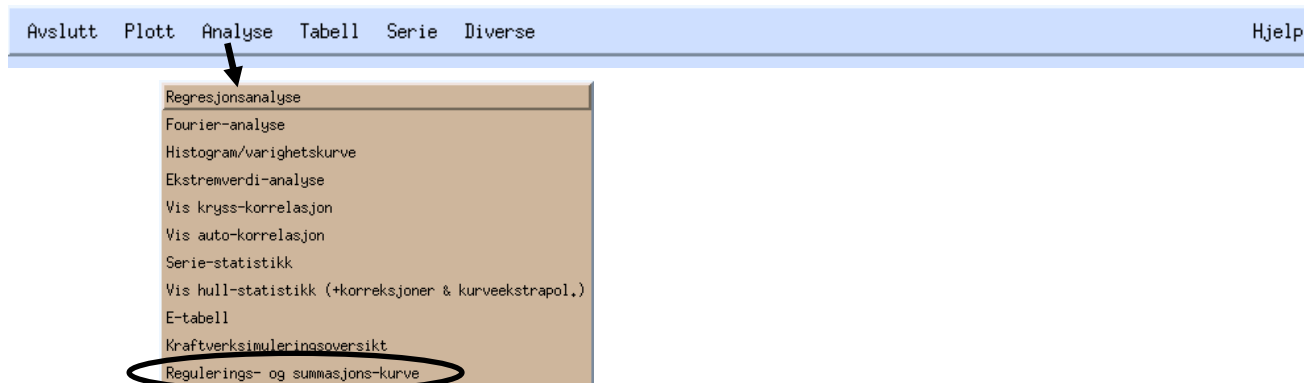 Avslutt Plott Analyse Tabell Serie Diverse Hjelp
Regresjonsanalyse
Fourier-analyse
Histogram/varighetskurve
Ekstremverdi-analyse
Vis kryss-korrelasjon
Vis auto-korrelasjon
Serie-statistikk
Vis hull-statistikk (+korreksjoner & kurveekstrapol.)
E-tabell
Kraftverksimuleringsoversikt
Regulerings- og summasjons-kurve